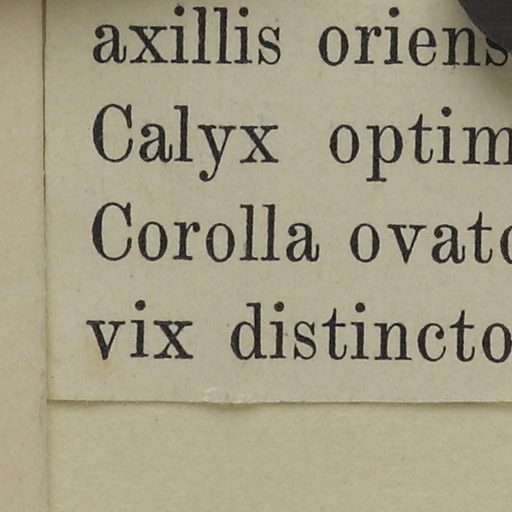 axillis oriens
Calyx optim
Corolla ovato
vix distincto